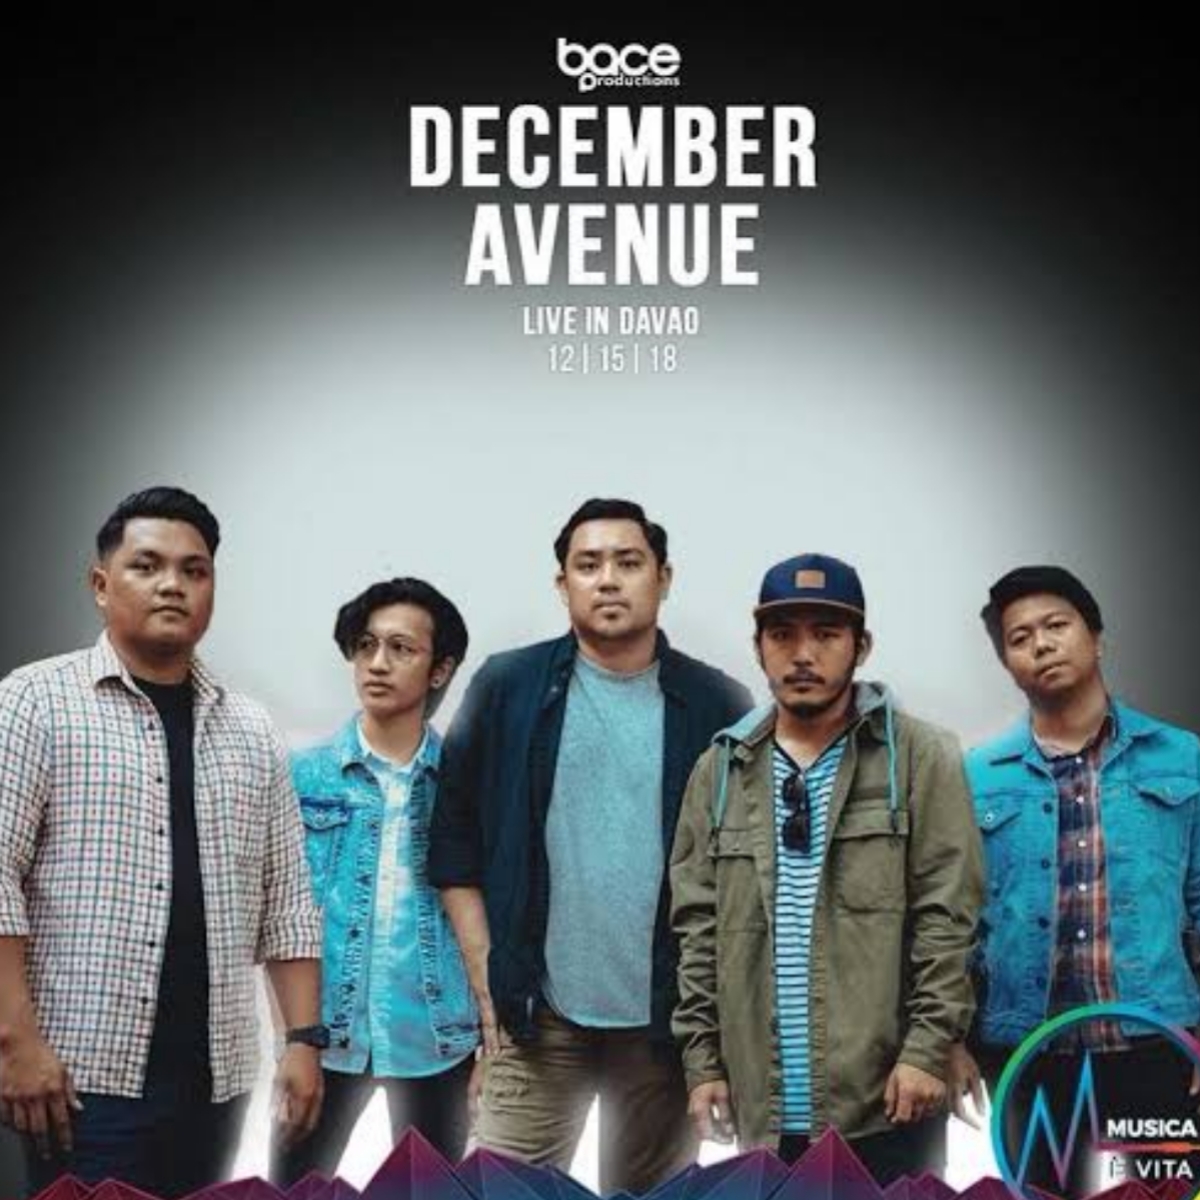 bace
Productions
DECEMBER
AVENUE
LIVE IN DAVAO
12 | 15 | 18
MUSICA
È VITA